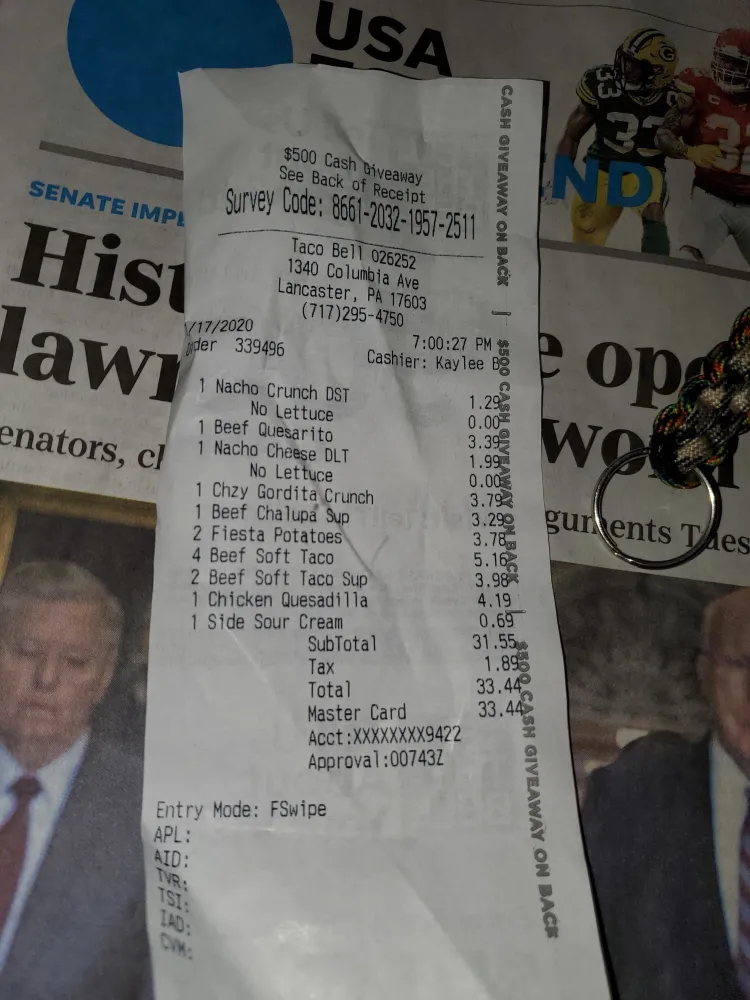 USA
SENATE IMPE
ND
33
$500 Cash Giveaway
See Back of Receipt
Survey Code: 8661-2032-1957-2511
Taco Bell 026252
1340 Columbia Ave
Lancaster, PA 17603
(717)295-4750
/17/2020 7:00:27 PM
rder 339496 Cashier: Kaylee B
1 Nacho Crunch DST 1.29
No Lettuce 0.00
1 Beef Quesarito 3.39
1 Nacho Cheese DLT 1.99
No Lettuce 0.00
1 Chzy Gordita Crunch 3.79
1 Beef Chalupa Sup 3.29
2 Fiesta Potatoes 3.78
4 Beef Soft Taco 5.16
2 Beef Soft Taco Sup 3.98
1 Chicken Quesadilla 4.19
1 Side Sour Cream 0.69
SubTotal 31.55
Tax 1.89
Total 33.44
Master Card 33.44
Acct:XXXXXXXX9422
Approval:00743Z
Entry Mode: FSwipe
APL:
AID:
TVR:
TSI:
IAD:
CVM:
CASH GIVEAWAY ON BACK
$500 CASH GIVEAWAY ON BACK
$500 CASH GIVEAWAY ON BACK
Hist
e ope
lawn
wo
enators, cl
guments Tues